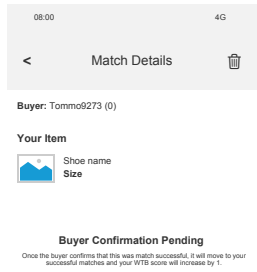 08:00 4G
< Match Details
Buyer: Tommo9273 (0)
Your Item
Shoe name
Size
Buyer Confirmation Pending
Once the buyer confirms that this was match successful, it will move to your
successful matches and your WTB score will increase by 1.